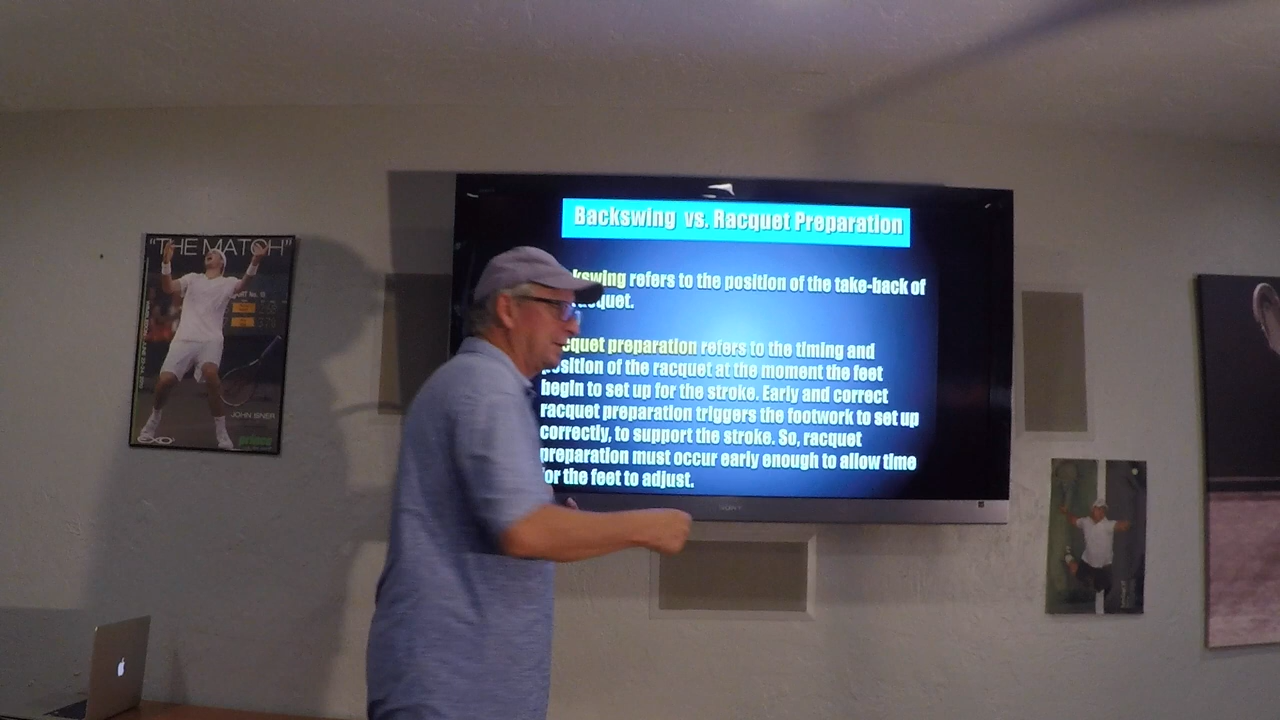 "THE MATCH"
JOHN ISNER
prince
Backswing vs. Racquet Preparation
kswing refers to the position of the take-back of
racquet.
cquet preparation refers to the timing and
position of the racquet at the moment the feet
begin to set up for the stroke. Early and correct
racquet preparation triggers the footwork to set up
correctly, to support the stroke. So, racquet
preparation must occur early enough to allow time
for the feet to adjust.
SONY